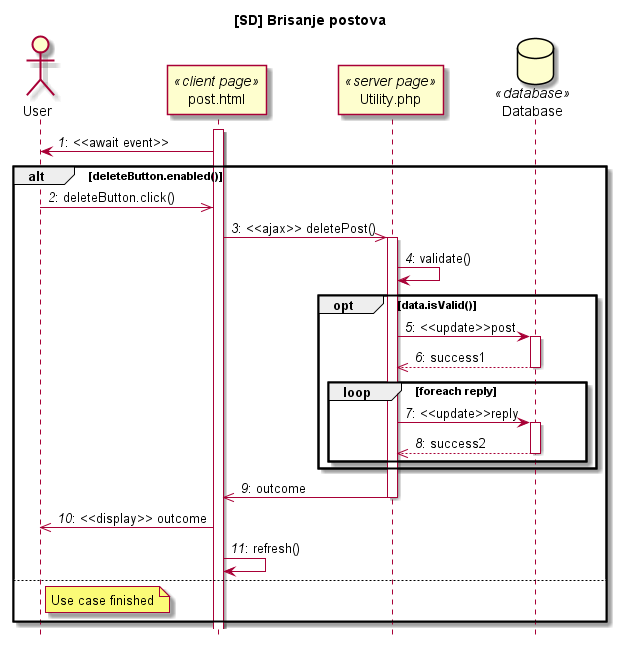 [SD] Brisanje postova
«client page»
«server page»
«database»
User
post.html
Utility.php
Database
1: <<await event>>
alt
[deleteButton.enabled()]
2: deleteButton.click()
3: <<ajax>> deletePost()
4: validate()
opt
[data.isValid()]
5: <<update>>post
6: success1
loop
[foreach reply]
7: <<update>>reply
8: success2
9: outcome
10: <<display>> outcome
11: refresh()
Use case finished